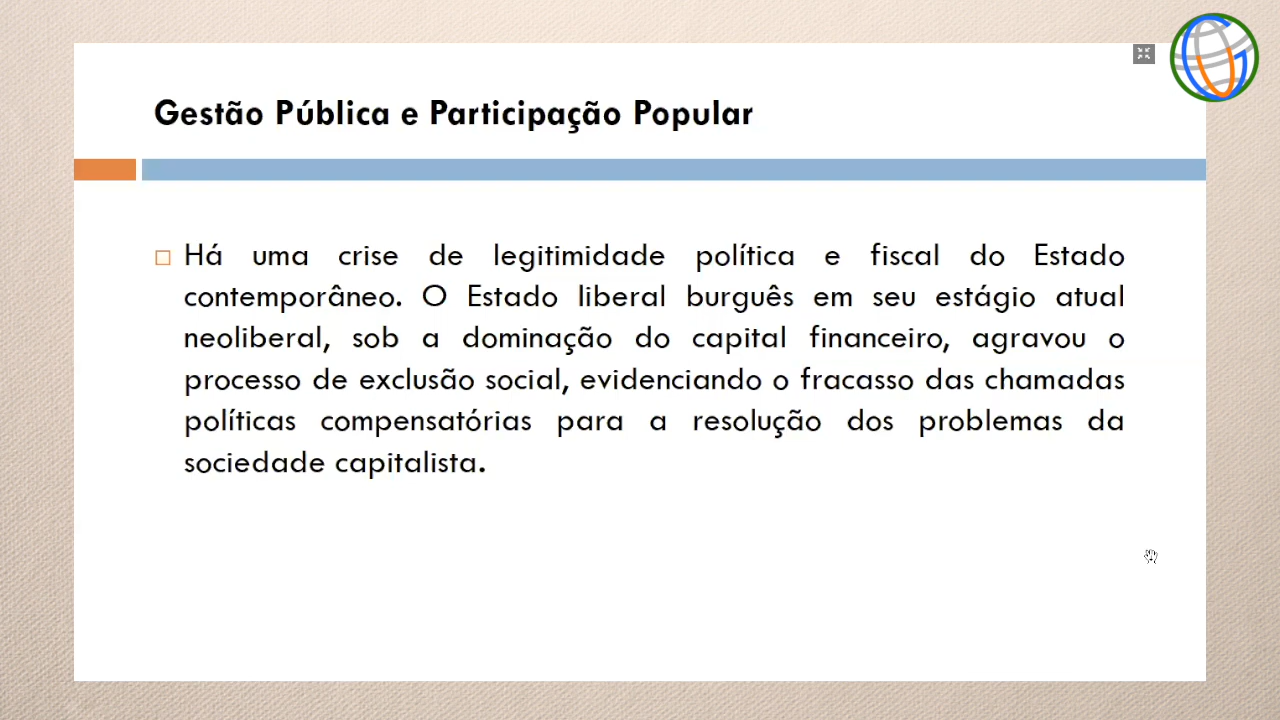 Gestão Pública e Participação Popular
Há uma crise de legitimidade política e fiscal do Estado
contemporâneo. O Estado liberal burguês em seu estágio atual
neoliberal, sob a dominação do capital financeiro, agravou o
processo de exclusão social, evidenciando o fracasso das chamadas
políticas compensatórias para a resolução dos problemas da
sociedade capitalista.